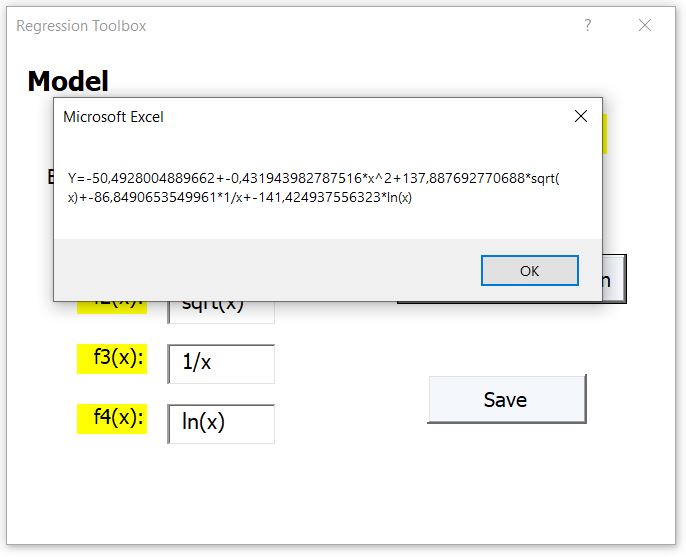 Regression Toolbox
?
Model
Microsoft Excel
Y=-50,4928004889662+-0,431943982787516*x^2+137,887692770688*sqrt(
x)+-86,8490653549961*1/x+-141,424937556323*ln(x)
OK
sqrt(x)
f3(x): 1/x
Save
f4(x): ln(x)